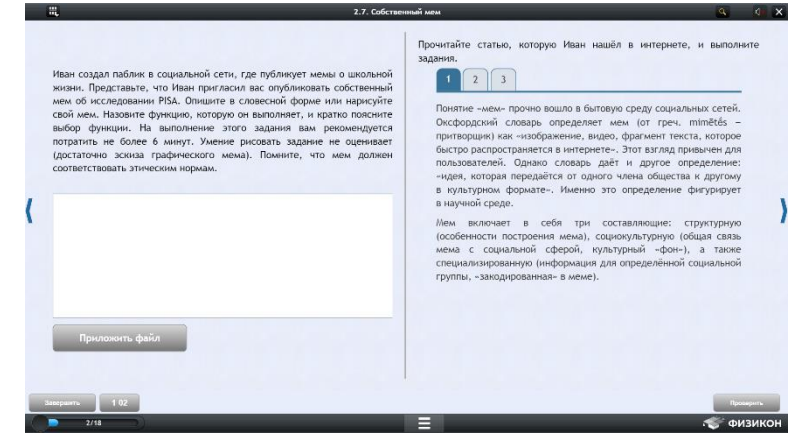 2.7. Собственный мем
Иван создал паблик в социальной сети, где публикует мемы о школьной
жизни. Представьте, что Иван пригласил вас опубликовать собственный
мем об исследовании PISA. Опишите в словесной форме или нарисуйте
свой мем. Назовите функцию, которую он выполняет, и кратко поясните
выбор функции. На выполнение этого задания вам рекомендуется
потратить не более 6 минут. Умение рисовать задание не оценивает
(достаточно эскиза графического мема). Помните, что мем должен
соответствовать этическим нормам.
Приложить файл
Прочитайте статью, которую Иван нашёл в интернете, и выполните
задания.
1 2 3
Понятие «мем» прочно вошло в бытовую среду социальных сетей.
Оксфордский словарь определяет мем (от греч. mimētés –
притворщик) как «изображение, видео, фрагмент текста, которое
быстро распространяется в интернете». Этот взгляд привычен для
пользователей. Однако словарь даёт и другое определение:
«идея, которая передаётся от одного члена общества к другому
в культурном формате». Именно это определение фигурирует
в научной среде.
Мем включает в себя три составляющие: структурную
(особенности построения мема), социокультурную (общая связь
мема с социальной сферой, культурный «фон»), а также
специализированную (информация для определённой социальной
группы, «закодированная» в меме).
Завершить 1 02
Проверить
2/18
ФИЗИКОН